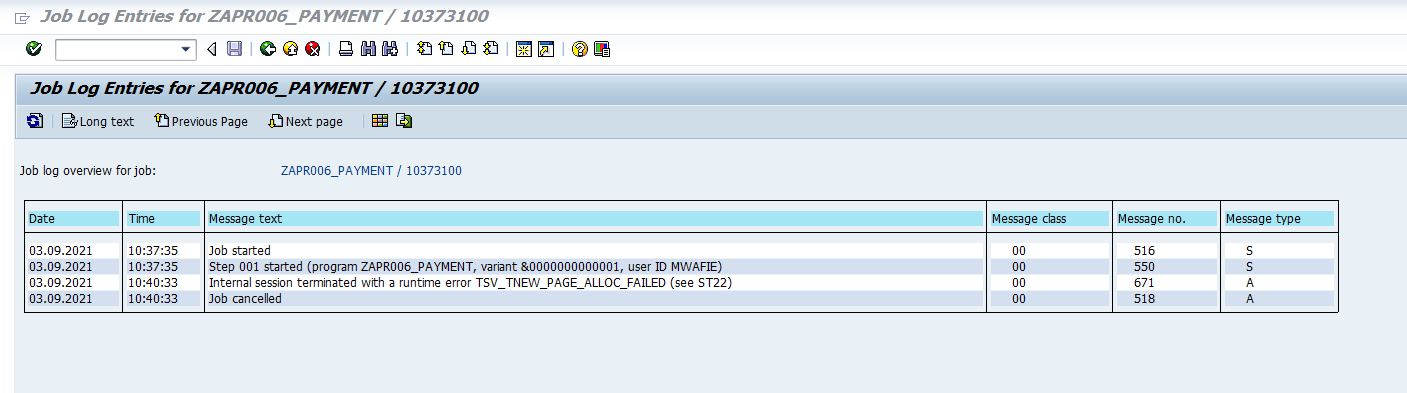 Job Log Entries for ZAPR006_PAYMENT / 10373100
Job Log Entries for ZAPR006_PAYMENT / 10373100
Long text Previous Page Next page
Job log overview for job: ZAPR006_PAYMENT / 10373100
Date Time Message text Message class Message no. Message type
03.09.2021 10:37:35 Job started 00 516 S
03.09.2021 10:37:35 Step 001 started (program ZAPR006_PAYMENT, variant &0000000000001, user ID MWAFIE) 00 550 S
03.09.2021 10:40:33 Internal session terminated with a runtime error TSV_TNEW_PAGE_ALLOC_FAILED (see ST22) 00 671 A
03.09.2021 10:40:33 Job cancelled 00 518 A